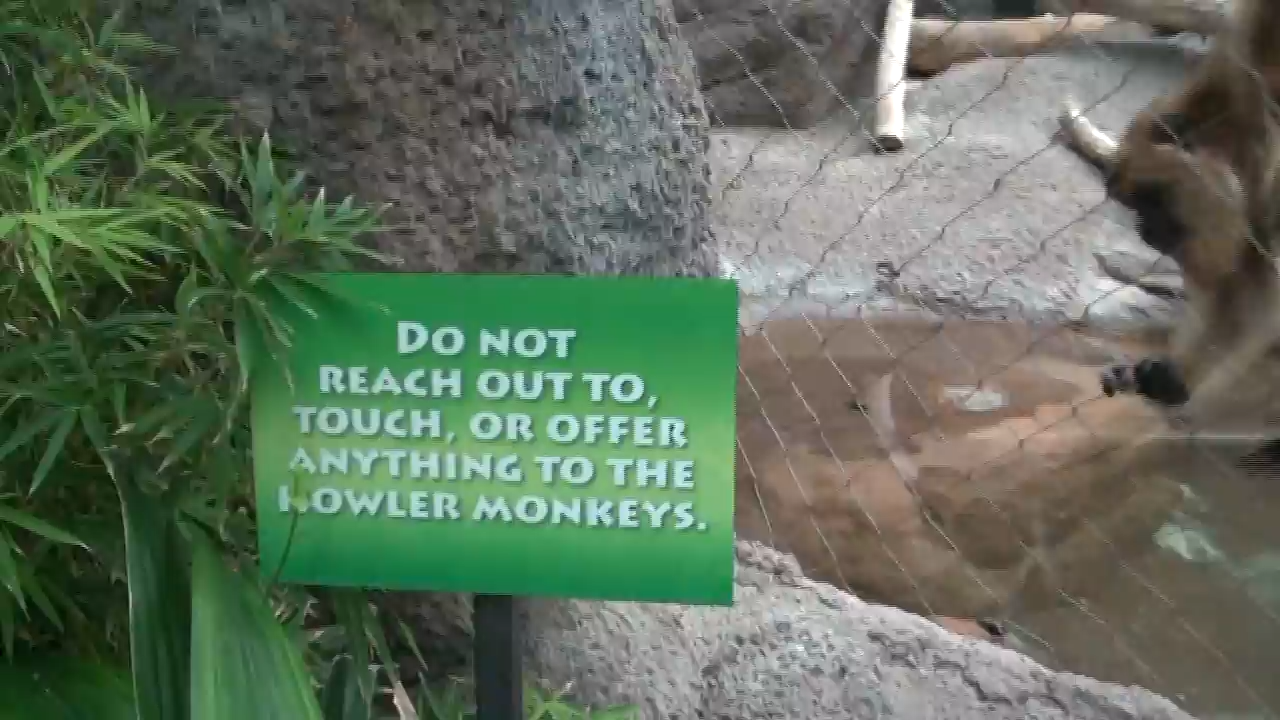 DO NOT
REACH OUT TO,
TOUCH, OR OFFER
ANYTHING TO THE
HOWLER MONKEYS.